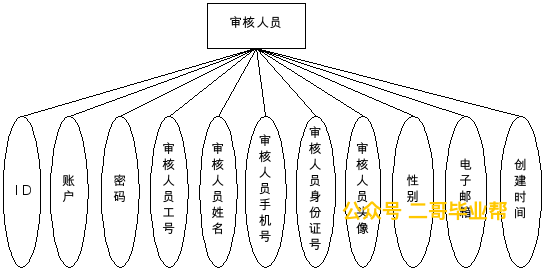 审核人员
ID
账户
密码
审核人员工号
审核人员姓名
审核人员手机号
审核人员身份证号
审核人员头像
性别
电子邮箱
创建时间
公众号 二哥毕业帮